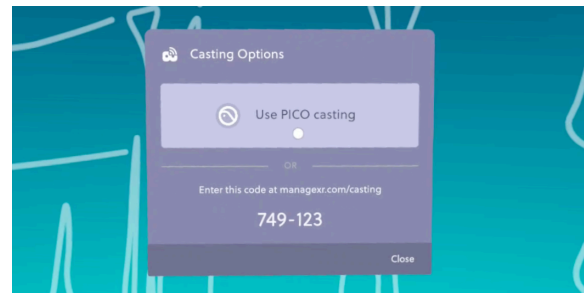 Casting Options
Use PICO casting
OR
Enter this code at managexr.com/casting
749-123
Close